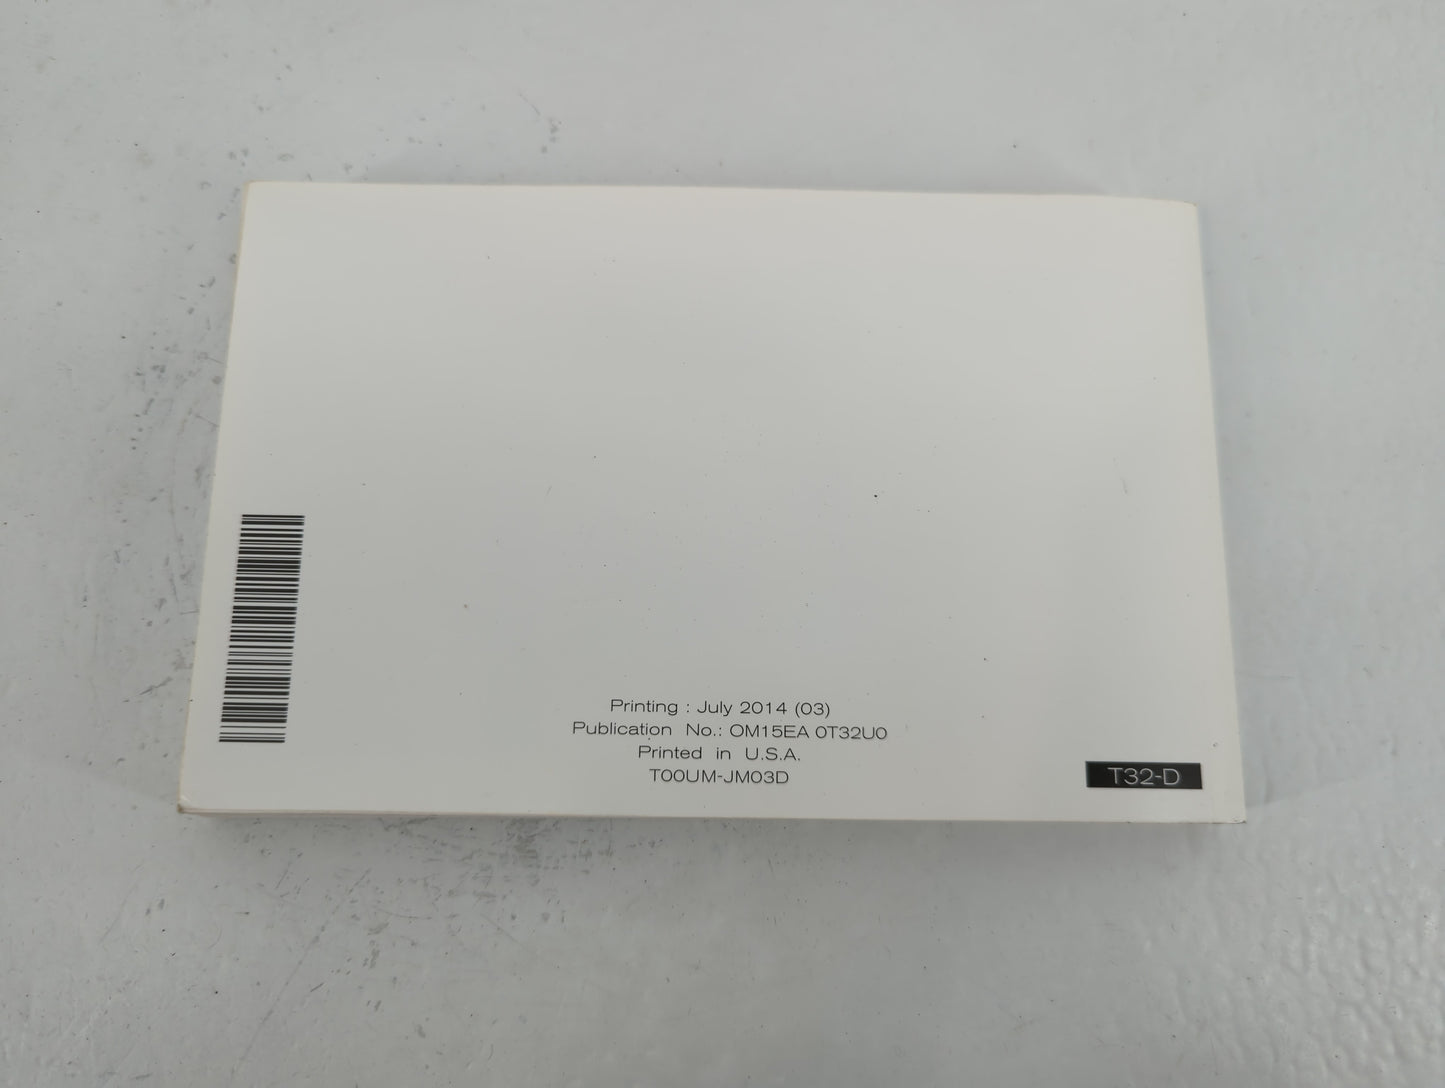 Printing : July 2014 (03)
Publication No.: OM15EA 0T32U0
Printed in U.S.A.
T00UM-JM03D
T32-D